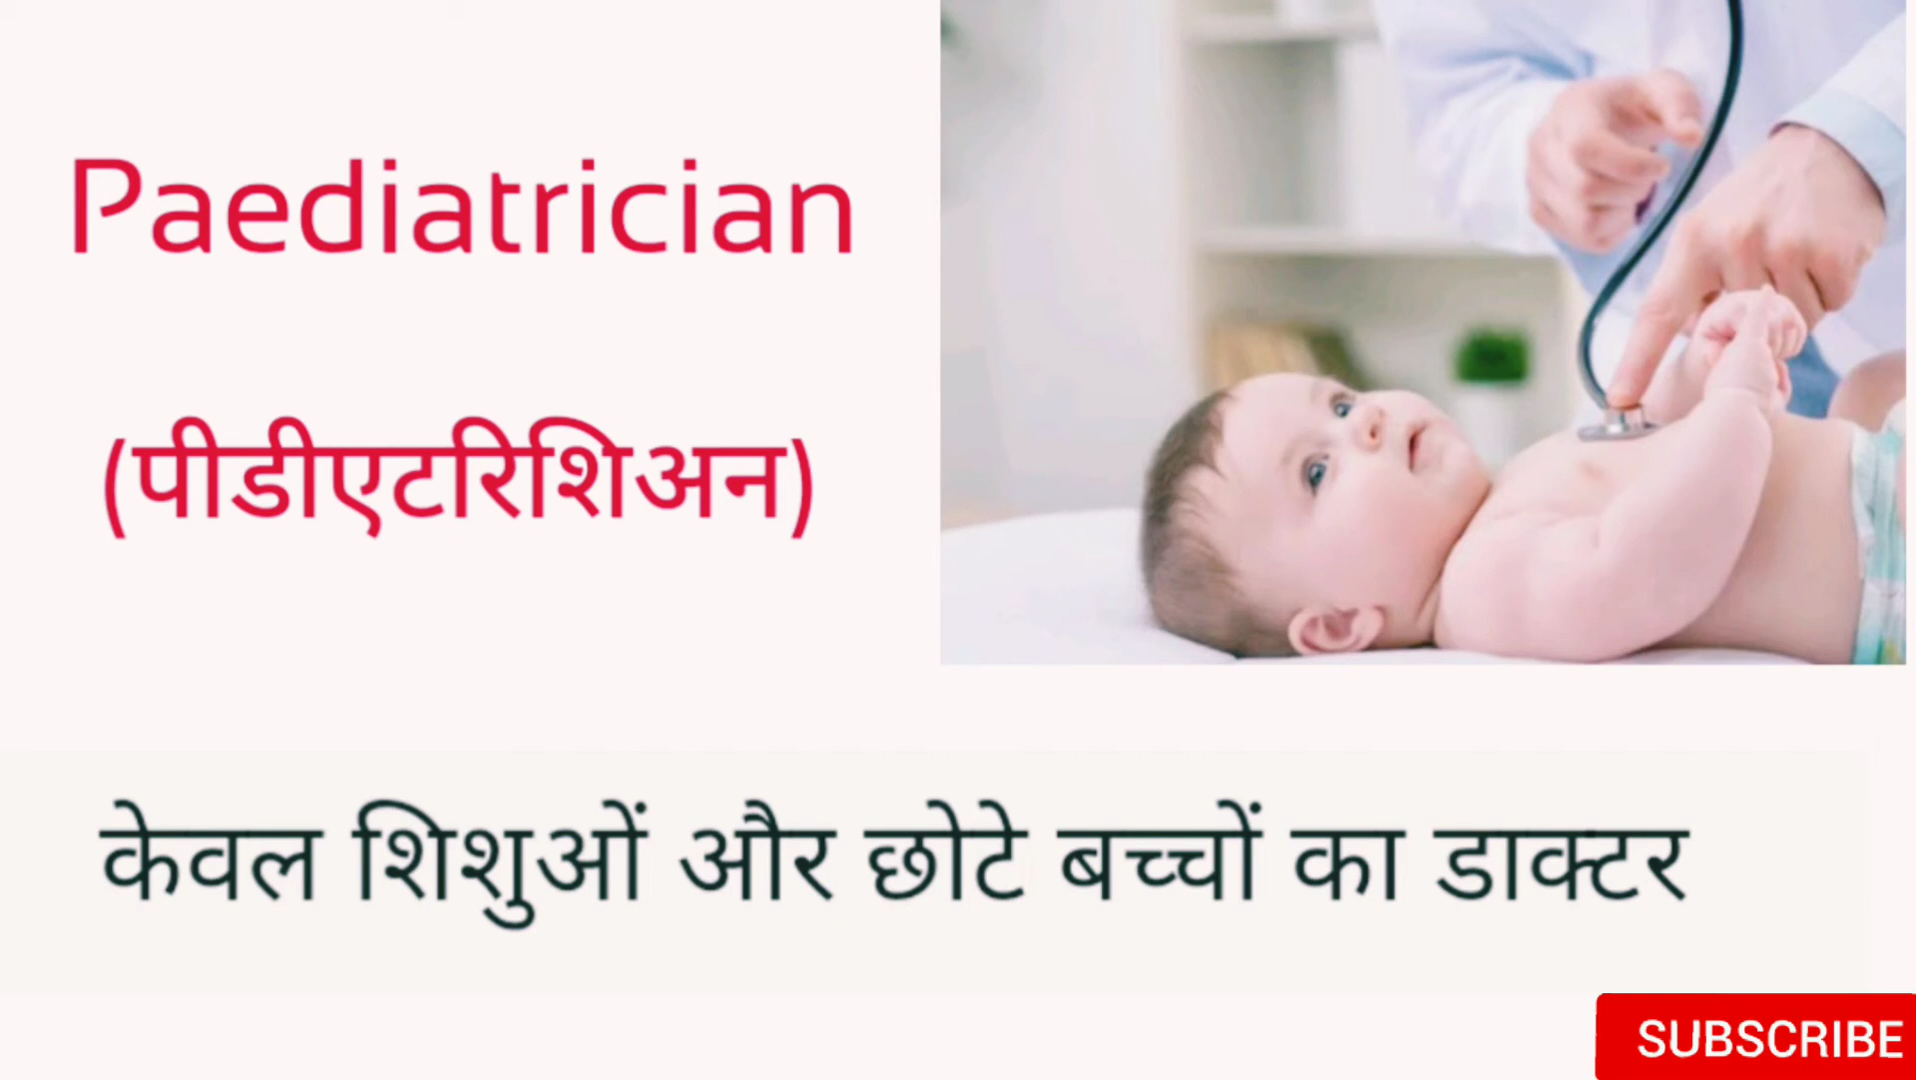 Paediatrician
(पीडीएटरिशिअन)
केवल शिशुओं और छोटे बच्चों का डाक्टर
SUBSCRIBE